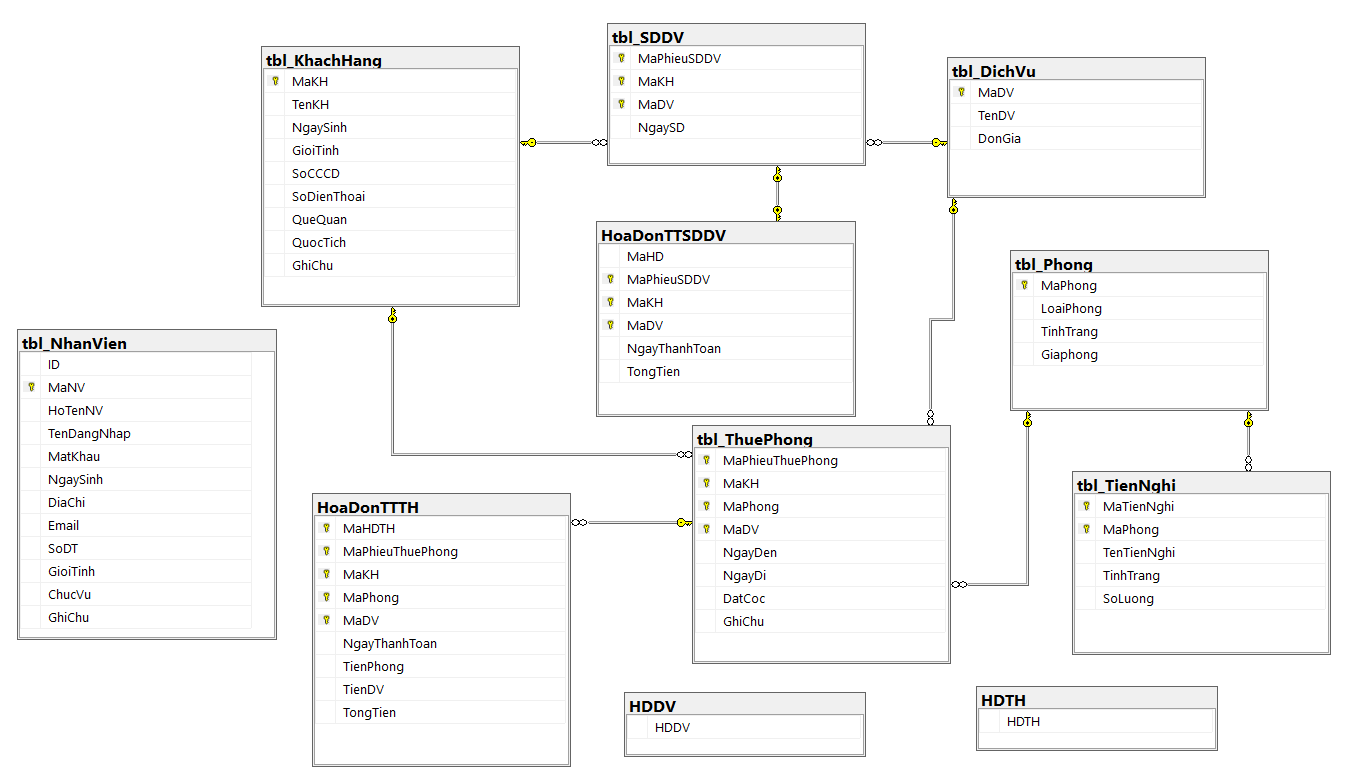 tbl_KhachHang
MaKH
TenKH
NgaySinh
GioiTinh
SoCCCD
SoDienThoai
QueQuan
QuocTich
GhiChu
tbl_SDDV
MaPhieuSDDV
MaKH
MaDV
NgaySD
tbl_DichVu
MaDV
TenDV
DonGia
HoaDonTTSDDV
MaHD
MaPhieuSDDV
MaKH
MaDV
NgayThanhToan
TongTien
tbl_Phong
MaPhong
LoaiPhong
TinhTrang
Giaphong
tbl_NhanVien
ID
MaNV
HoTenNV
TenDangNhap
MatKhau
NgaySinh
DiaChi
Email
SoDT
GioiTinh
ChucVu
GhiChu
tbl_ThuePhong
MaPhieuThuePhong
MaKH
MaPhong
MaDV
NgayDen
NgayDi
DatCoc
GhiChu
tbl_TienNghi
MaTienNghi
MaPhong
TenTienNghi
TinhTrang
SoLuong
HoaDonTTTH
MaHDTH
MaPhieuThuePhong
MaKH
MaPhong
MaDV
NgayThanhToan
TienPhong
TienDV
TongTien
HDDV
HDDV
HDTH
HDTH